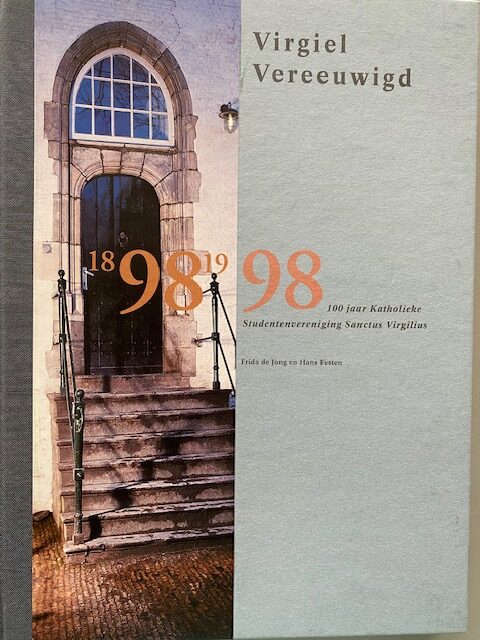 Virgiel
Vereeuwigd
18 98 19 98
100 jaar Katholieke
Studentenvereniging Sanctus Virgilius
Frida de Jong en Hans Festen